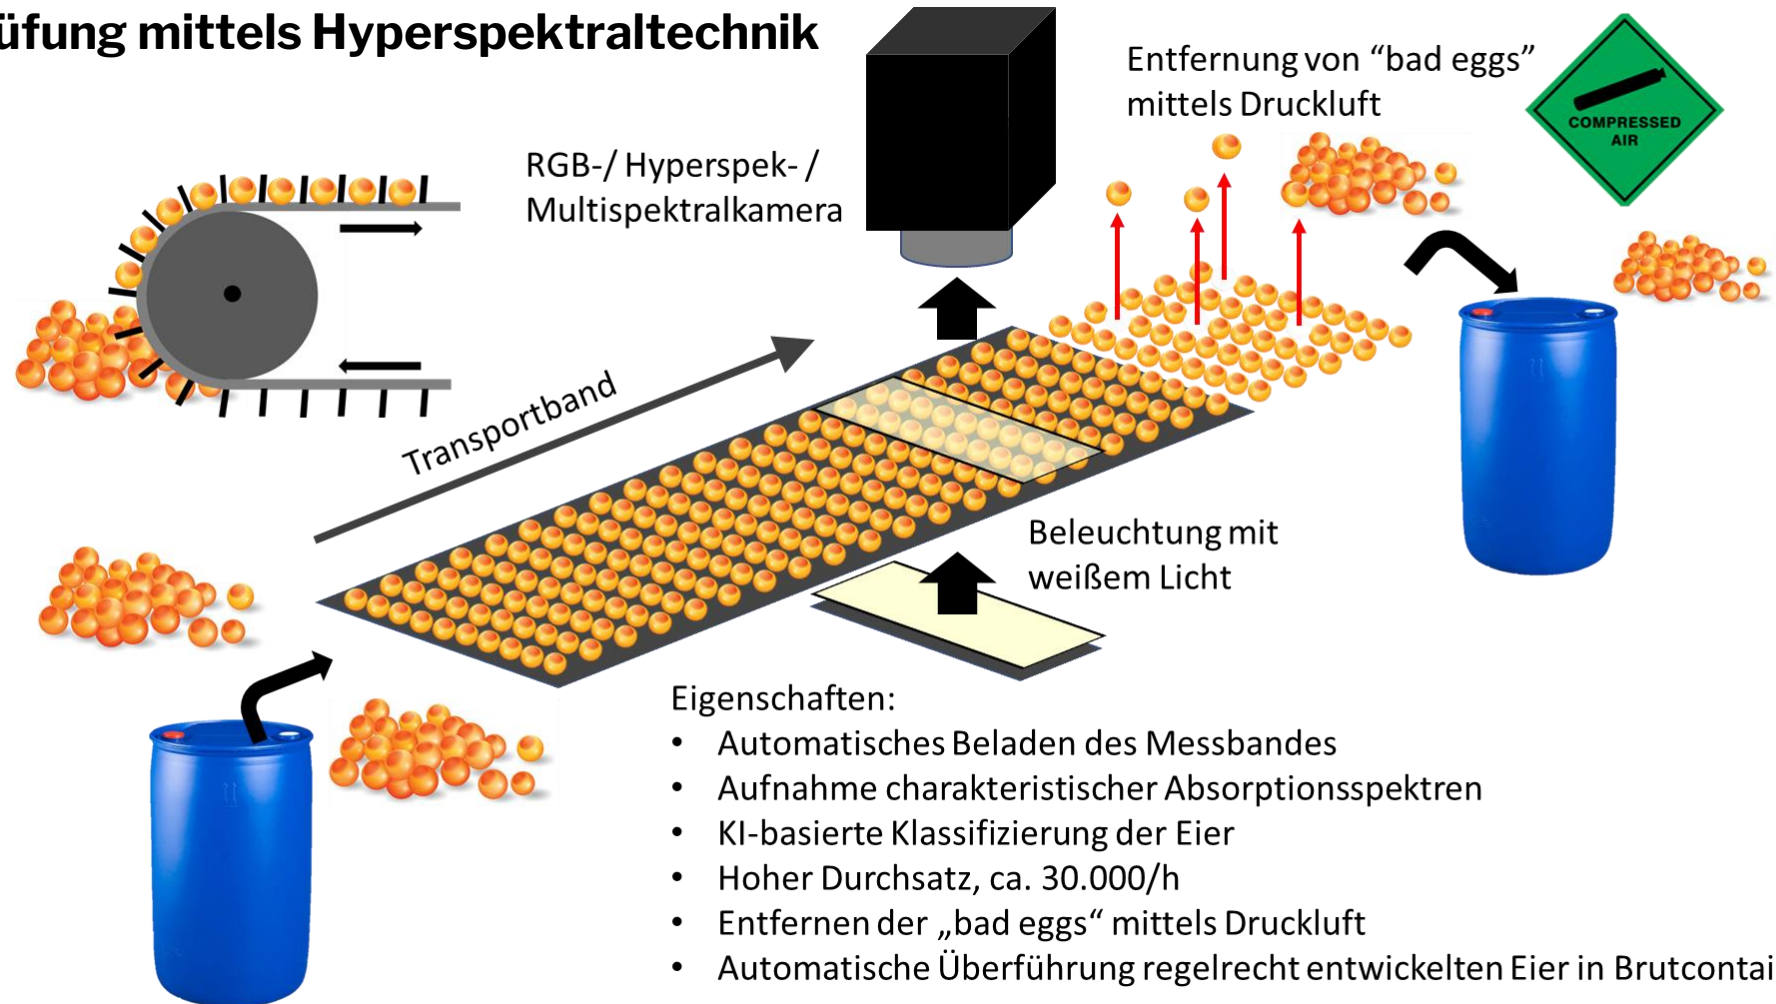 üfung mittels Hyperspektraltechnik
Entfernung von “bad eggs”
mittels Druckluft
COMPRESSED
AIR
RGB-/ Hyperspek- /
Multispektralkamera
Transportband
Beleuchtung mit
weißem Licht
Eigenschaften:
• Automatisches Beladen des Messbandes
• Aufnahme charakteristischer Absorptionsspektren
• KI-basierte Klassifizierung der Eier
• Hoher Durchsatz, ca. 30.000/h
• Entfernen der „bad eggs“ mittels Druckluft
• Automatische Überführung regelrecht entwickelten Eier in Brutcontai